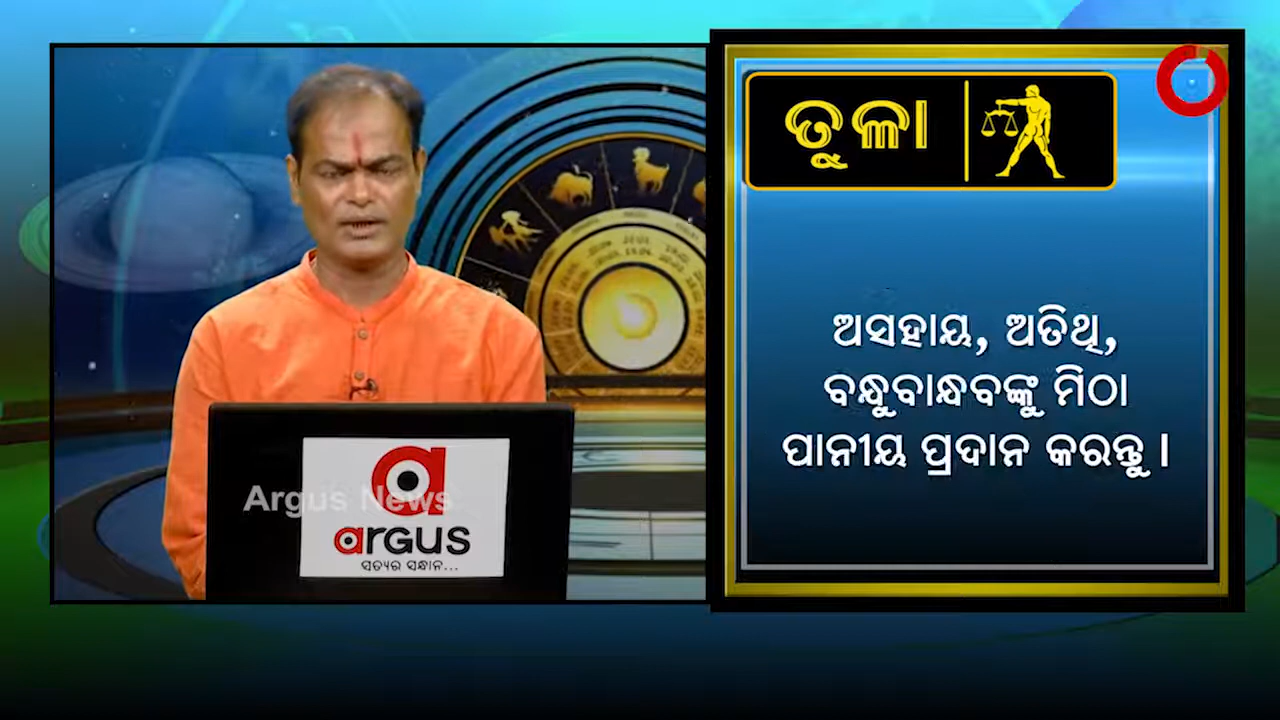 ତୁଳା
ଅସହାୟ, ଅତିଥି,
ବନ୍ଧୁବାନ୍ଧବଙ୍କୁ ମିଠା
ପାନୀୟ ପ୍ରଦାନ କରନ୍ତୁ ।
Argus News
argus
ସତ୍ୟର ସନ୍ଧାନ...